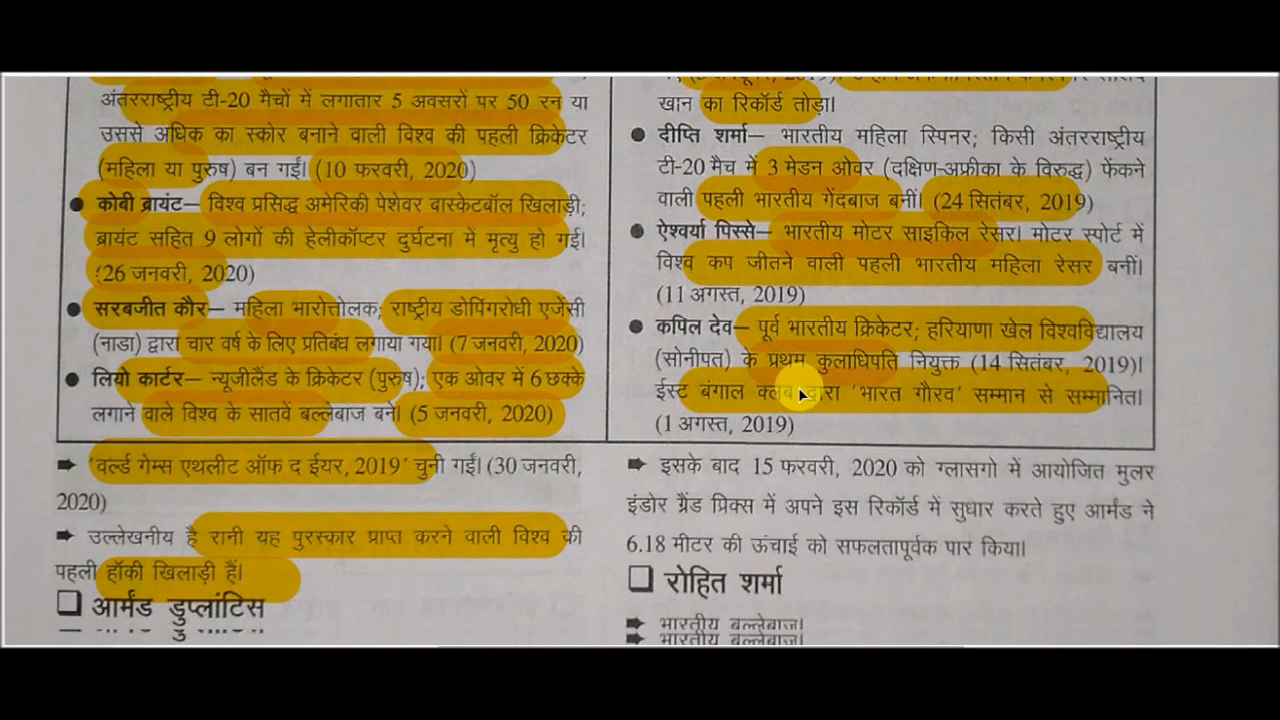 अंतरराष्ट्रीय टी-20 मैचों में लगातार 5 अवसरों पर 50 रन या
उससे अधिक का स्कोर बनाने वाली विश्व की पहली क्रिकेटर
(महिला या पुरुष) बन गईं। (10 फरवरी, 2020)
● कोबी ब्रायंट– विश्व प्रसिद्ध अमेरिकी पेशेवर बास्केटबॉल खिलाड़ी;
ब्रायंट सहित 9 लोगों की हेलीकॉप्टर दुर्घटना में मृत्यु हो गई।
(26 जनवरी, 2020)
● सरबजीत कौर– महिला भारोत्तोलक; राष्ट्रीय डोपिंगरोधी एजेंसी
(नाडा) द्वारा चार वर्ष के लिए प्रतिबंध लगाया गया। (7 जनवरी, 2020)
● लियो कार्टर– न्यूजीलैंड के क्रिकेटर (पुरुष); एक ओवर में 6 छक्के
लगाने वाले विश्व के सातवें बल्लेबाज बने। (5 जनवरी, 2020)
➡ 'वर्ल्ड गेम्स एथलीट ऑफ द ईयर, 2019' चुनी गईं। (30 जनवरी,
2020)
➡ उल्लेखनीय है रानी यह पुरस्कार प्राप्त करने वाली विश्व की
पहली हॉकी खिलाड़ी हैं।
❑ आर्मंड डुप्लांटिस
खान का रिकॉर्ड तोड़ा।
● दीप्ति शर्मा– भारतीय महिला स्पिनर; किसी अंतरराष्ट्रीय
टी-20 मैच में 3 मेडन ओवर (दक्षिण-अफ्रीका के विरुद्ध) फेंकने
वाली पहली भारतीय गेंदबाज बनीं। (24 सितंबर, 2019)
● ऐश्वर्या पिस्से– भारतीय मोटर साइकिल रेसर। मोटर स्पोर्ट में
विश्व कप जीतने वाली पहली भारतीय महिला रेसर बनीं।
(11 अगस्त, 2019)
● कपिल देव– पूर्व भारतीय क्रिकेटर; हरियाणा खेल विश्वविद्यालय
(सोनीपत) के प्रथम कुलाधिपति नियुक्त (14 सितंबर, 2019)।
ईस्ट बंगाल क्लब द्वारा 'भारत गौरव' सम्मान से सम्मानित।
(1 अगस्त, 2019)
➡ इसके बाद 15 फरवरी, 2020 को ग्लासगो में आयोजित मुलर
इंडोर ग्रैंड प्रिक्स में अपने इस रिकॉर्ड में सुधार करते हुए आर्मंड ने
6.18 मीटर की ऊंचाई को सफलतापूर्वक पार किया।
❑ रोहित शर्मा
➡ भारतीय बल्लेबाज।
➡ भारतीय बल्लेबाज।